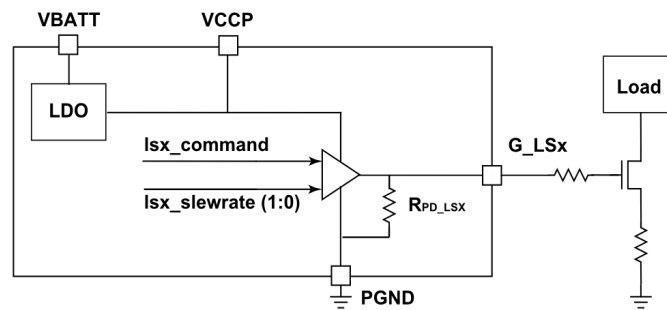 VBATT
VCCP
LDO
Load
lsx_command
G_LSx
lsx_slewrate (1:0)
RPD_LSX
PGND